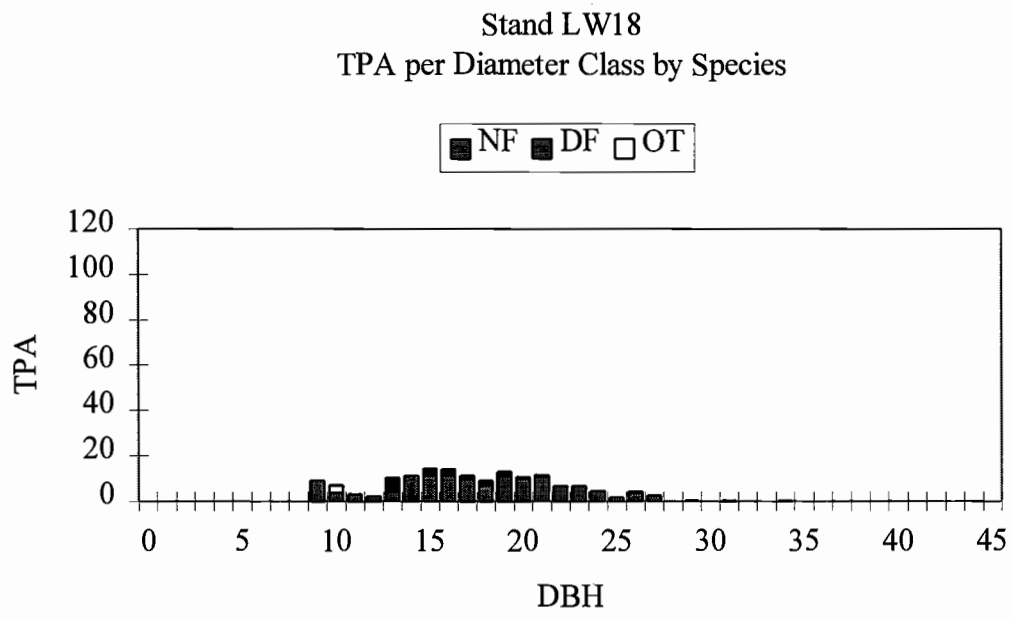 Stand LW18
TPA per Diameter Class by Species
NF DF OT
120
100
80
60
40
20
0
TPA
0 5 10 15 20 25 30 35 40 45
DBH